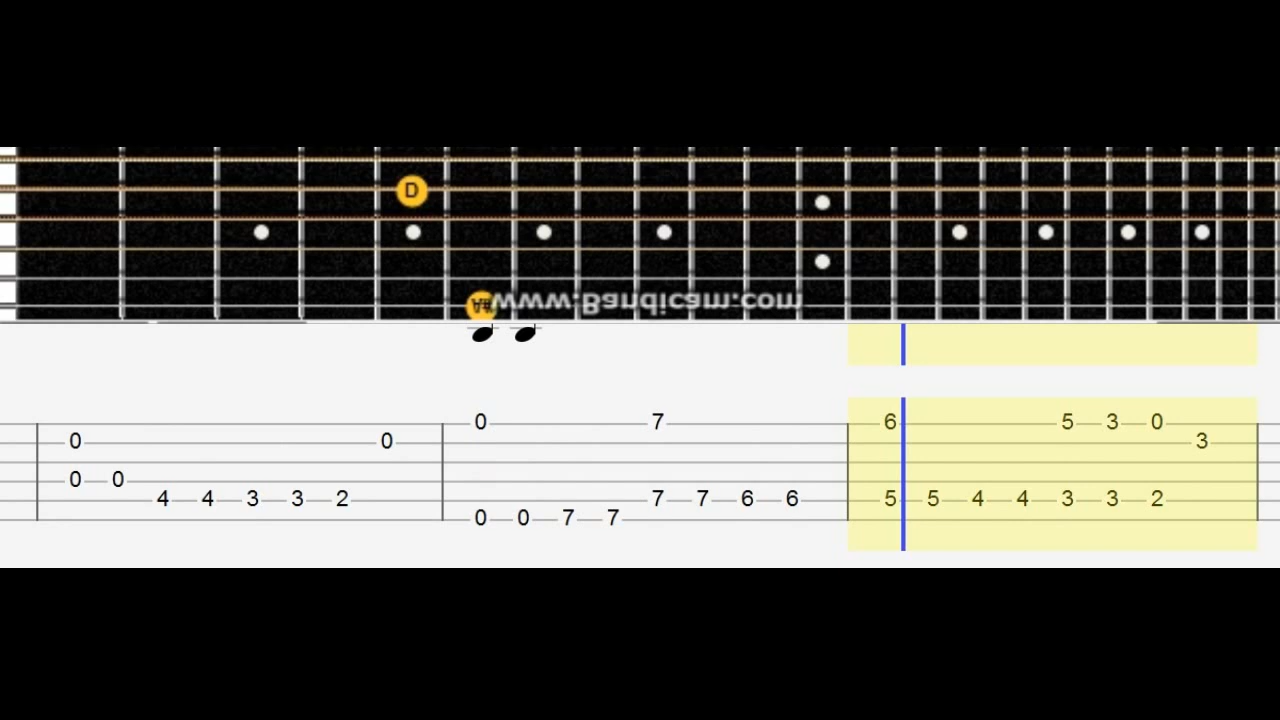 D
A#
www.Bandicam.com
0 0 0 7 6 5 3 0
0 0 3
4 4 3 3 2 7 7 6 6 5 5 4 4 3 3 2
0 0 7 7